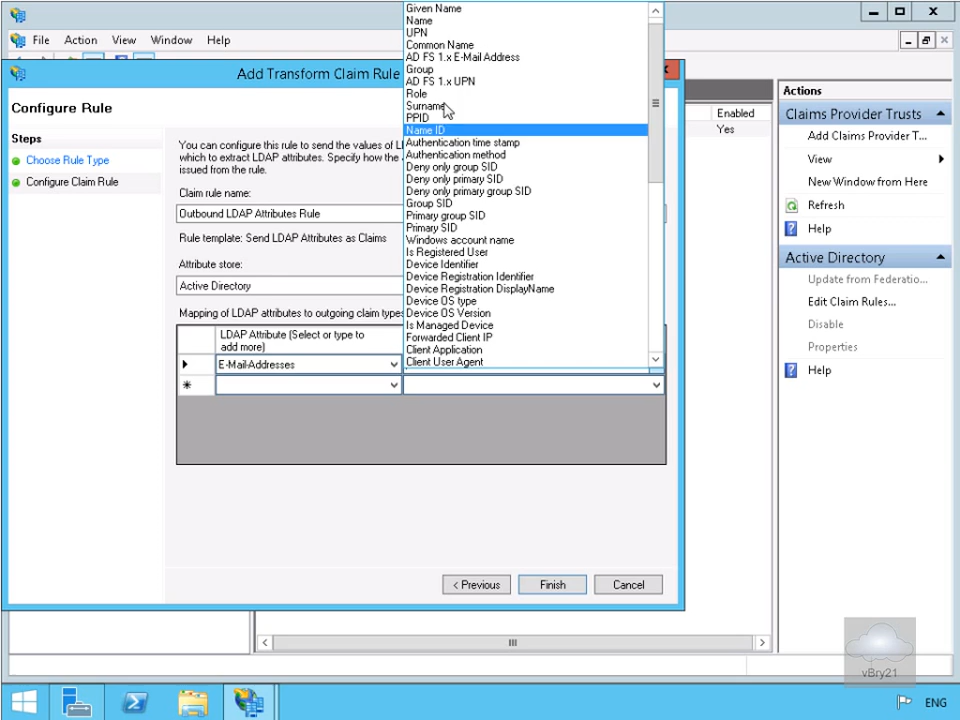 File Action View Window Help
Add Transform Claim Rule
Configure Rule
Steps
Choose Rule Type
Configure Claim Rule
You can configure this rule to send the values of L
which to extract LDAP attributes. Specify how the
issued from the rule.
Claim rule name:
Outbound LDAP Attributes Rule
Rule template: Send LDAP Attributes as Claims
Attribute store:
Active Directory
Mapping of LDAP attributes to outgoing claim types
LDAP Attribute (Select or type to
add more)
E-Mail-Addresses
Given Name
Name
UPN
Common Name
AD FS 1.x E-Mail Address
Group
AD FS 1.x UPN
Role
Surname
PPID
Name ID
Authentication time stamp
Authentication method
Deny only group SID
Deny only primary SID
Deny only primary group SID
Group SID
Primary group SID
Primary SID
Windows account name
Is Registered User
Device Identifier
Device Registration Identifier
Device Registration DisplayName
Device OS type
Device OS Version
Is Managed Device
Forwarded Client IP
Client Application
Client User Agent
< Previous
Finish
Cancel
Enabled
Yes
Actions
Claims Provider Trusts
Add Claims Provider T...
View
New Window from Here
Refresh
Help
Active Directory
Update from Federatio...
Edit Claim Rules...
Disable
Properties
Help
vBry21
ENG